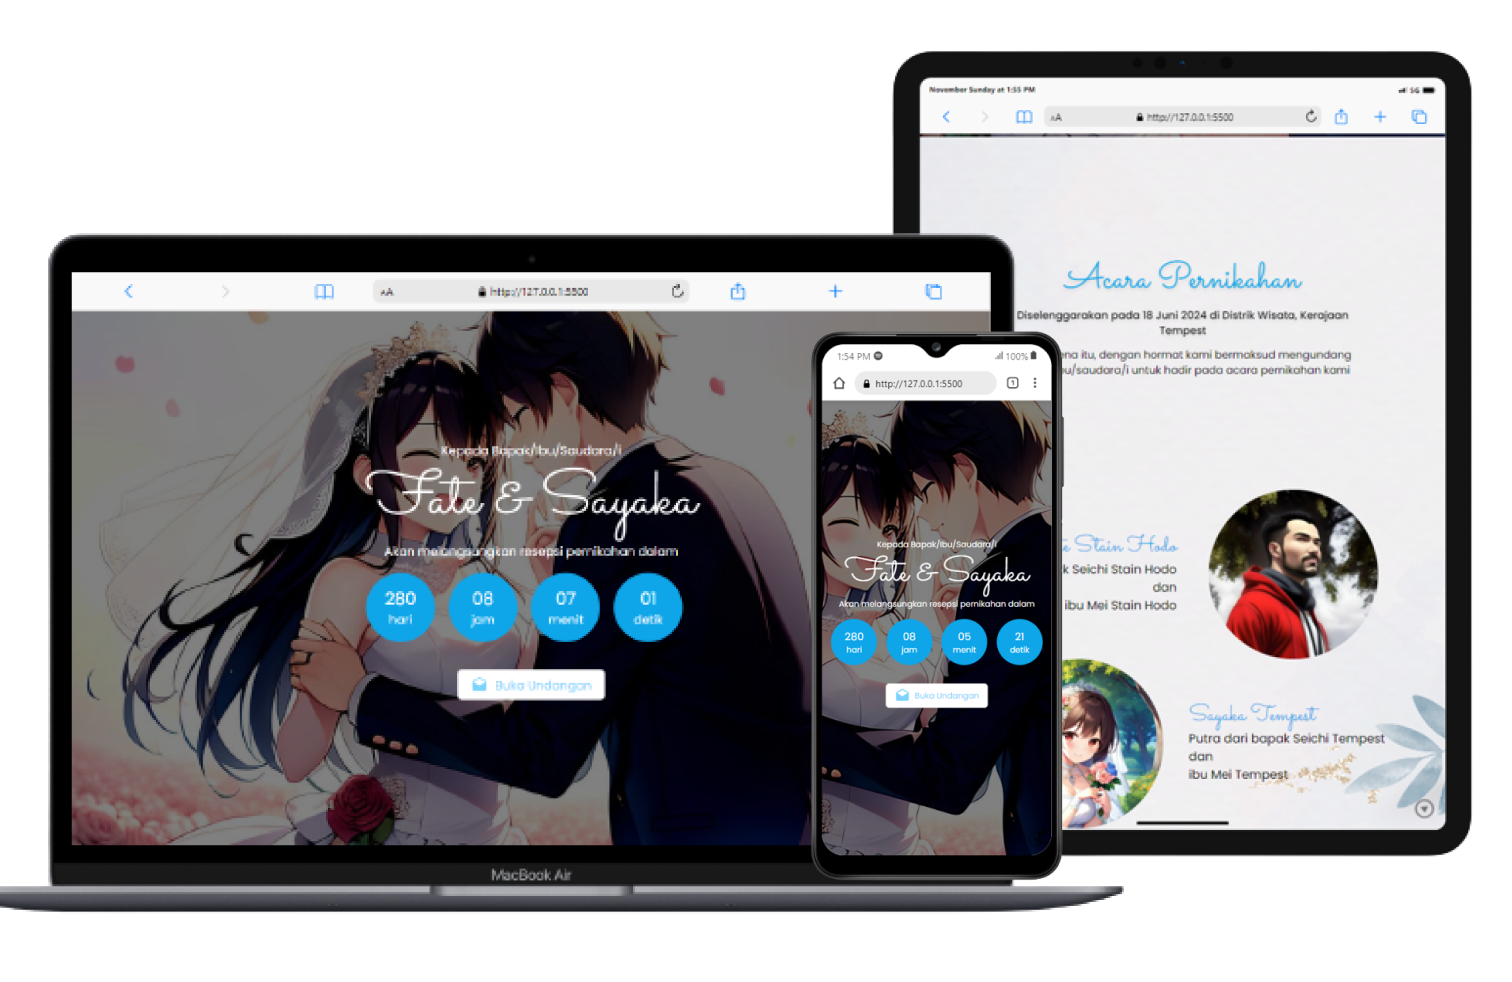 http://127.0.0.1:5500
Kepada Bapak/Ibu/Saudara/i
Fate & Sayaka
Akan melangsungkan resepsi pernikahan dalam
280 08 07 01
hari jam menit detik
Buka Undangan
MacBook Air
1:54 PM 100%
http://127.0.0.1:5500 1
Kepada Bapak/Ibu/Saudara/i
Fate & Sayaka
Akan melangsungkan resepsi pernikahan dalam
280 08 05 21
hari jam menit detik
Buka Undangan
November Sunday at 1:55 PM 5G
AA http://127.0.0.1:5500
Acara Pernikahan
Diselenggarakan pada 18 Juni 2024 di Distrik Wisata, Kerajaan
Tempest
itu, dengan hormat kami bermaksud mengundang
/saudara/i untuk hadir pada acara pernikahan kami
Stain Hodo
k Seichi Stain Hodo
dan
ibu Mei Stain Hodo
Sayaka Tempest
Putra dari bapak Seichi Tempest
dan
ibu Mei Tempest